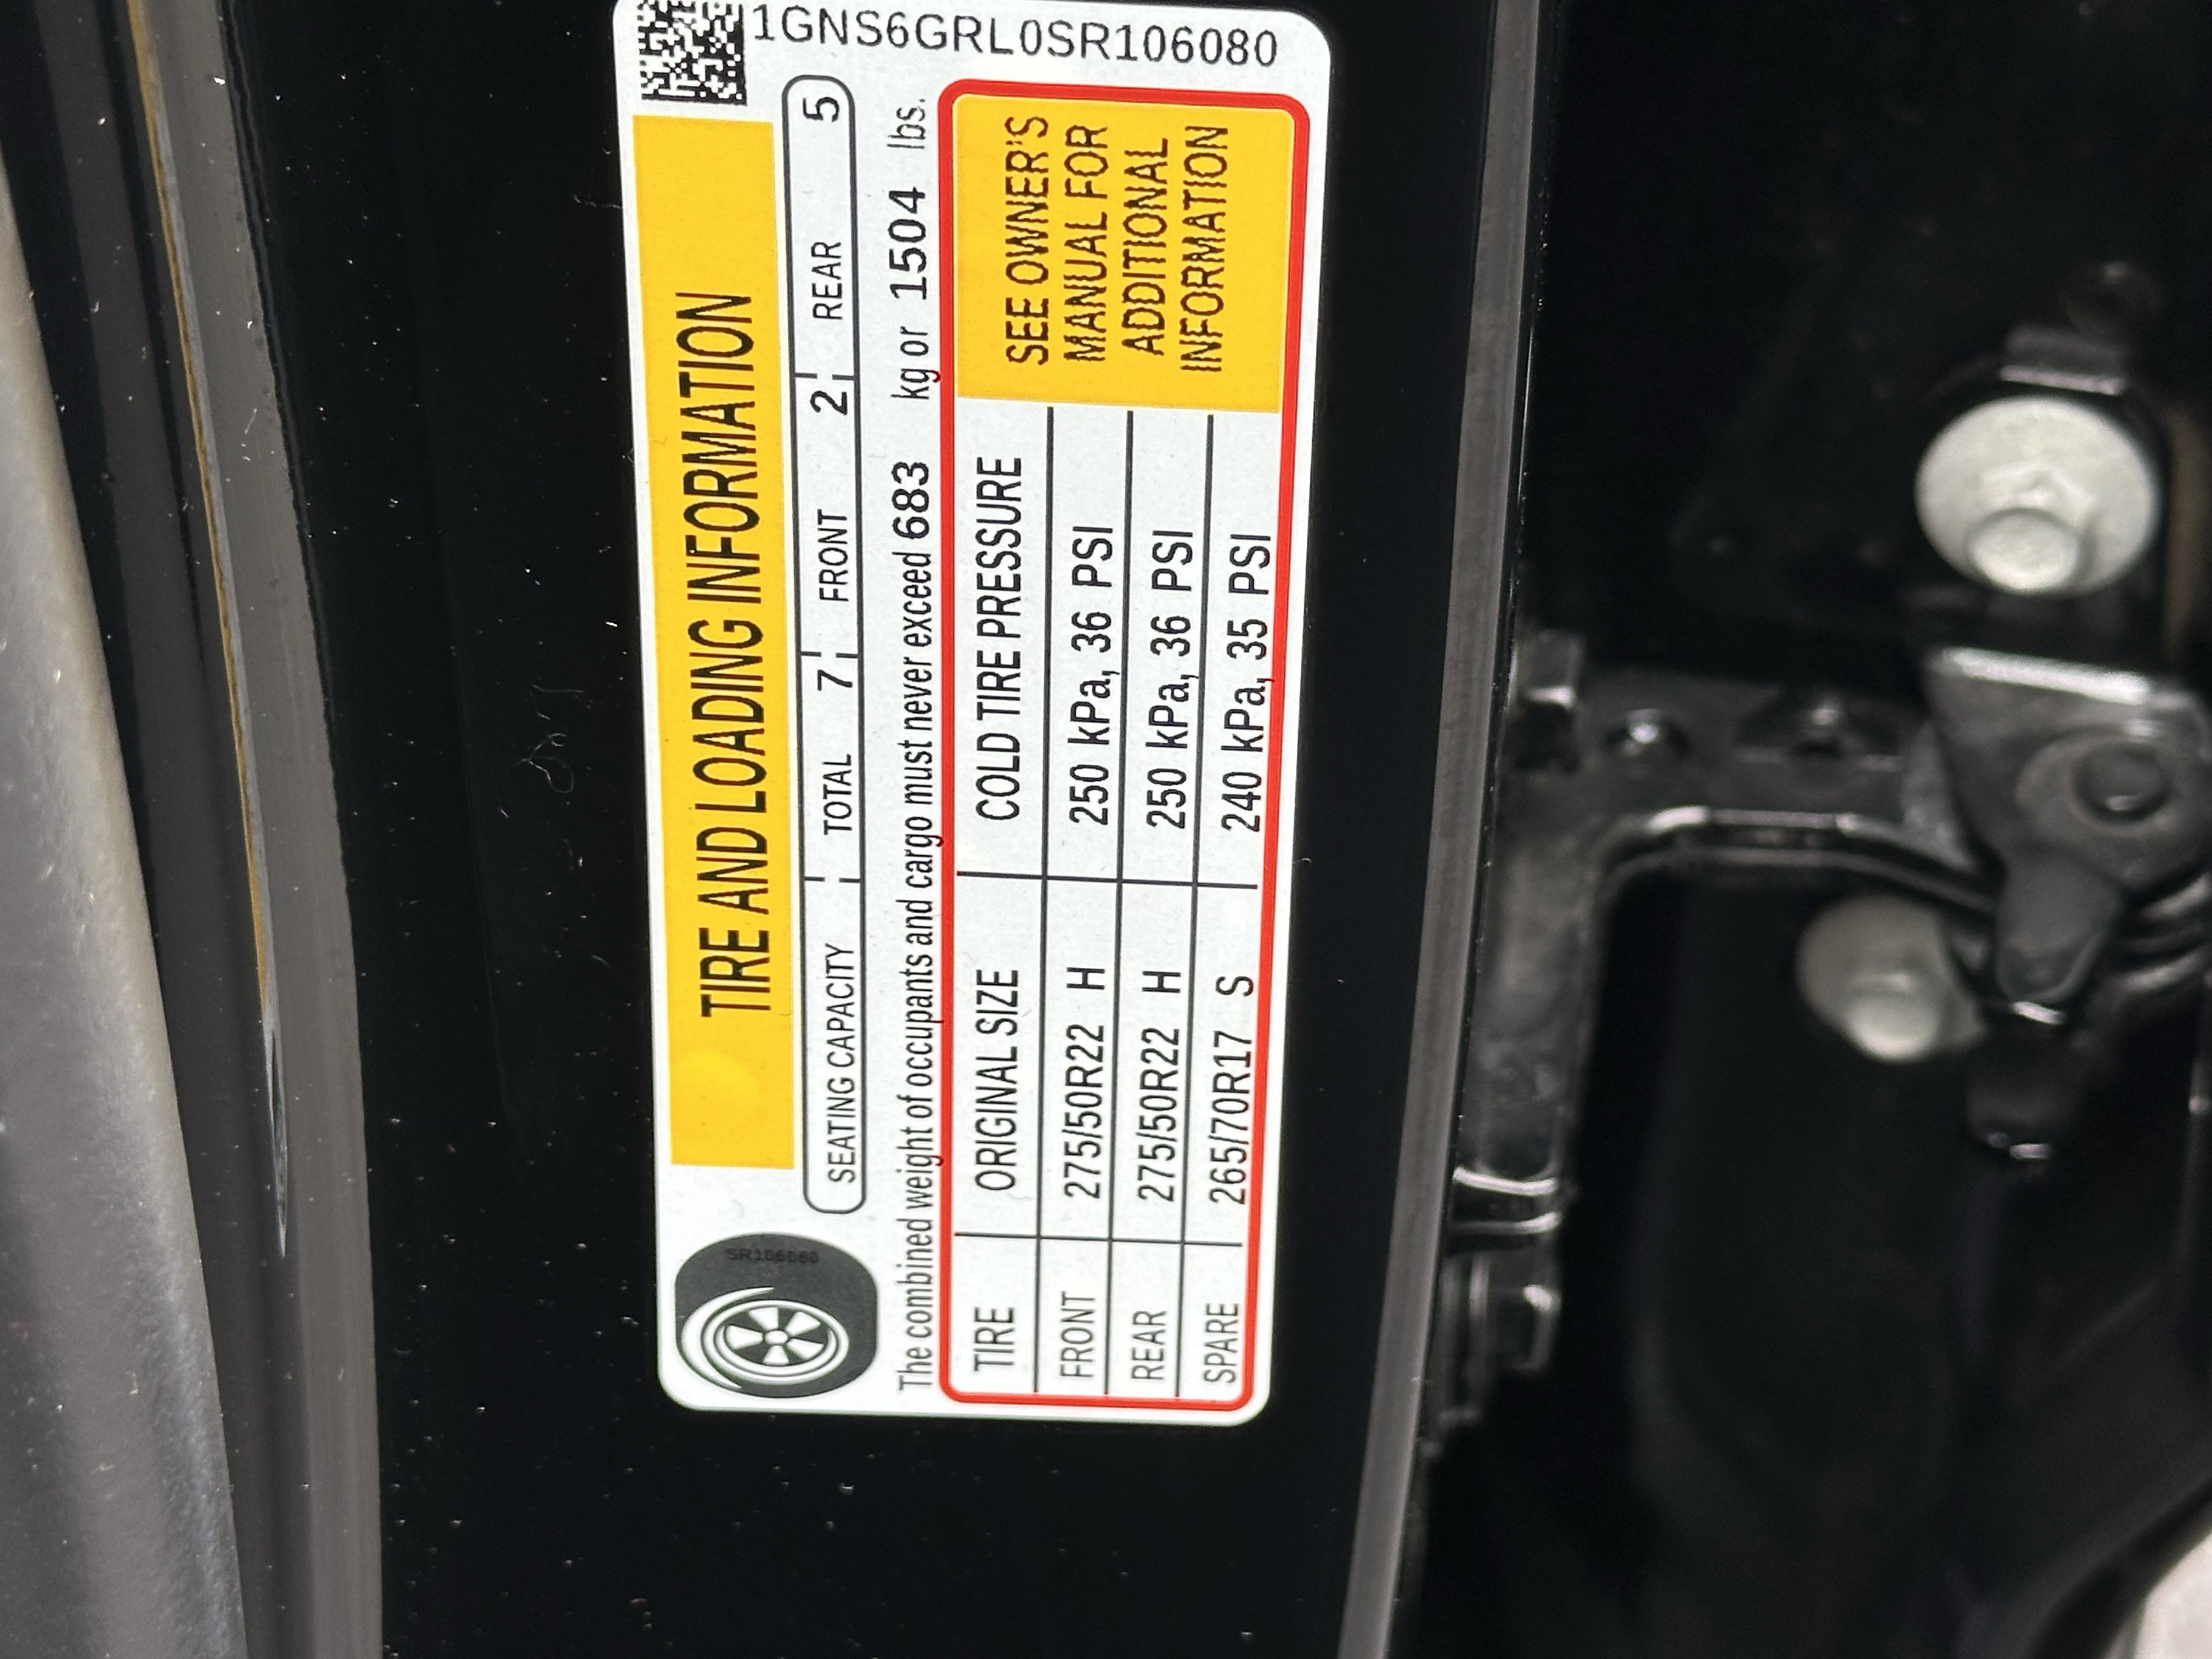 1GNS6GRL0SR106080
TIRE AND LOADING INFORMATION
SEATING CAPACITY TOTAL 7 FRONT 2 REAR 5
The combined weight of occupants and cargo must never exceed 683 kg or 1504 lbs.
TIRE ORIGINAL SIZE COLD TIRE PRESSURE
FRONT 275/50R22 H 250 kPa, 36 PSI
REAR 275/50R22 H 250 kPa, 36 PSI
SPARE 265/70R17 S 240 kPa, 35 PSI
SEE OWNER'S
MANUAL FOR
ADDITIONAL
INFORMATION
SR106080